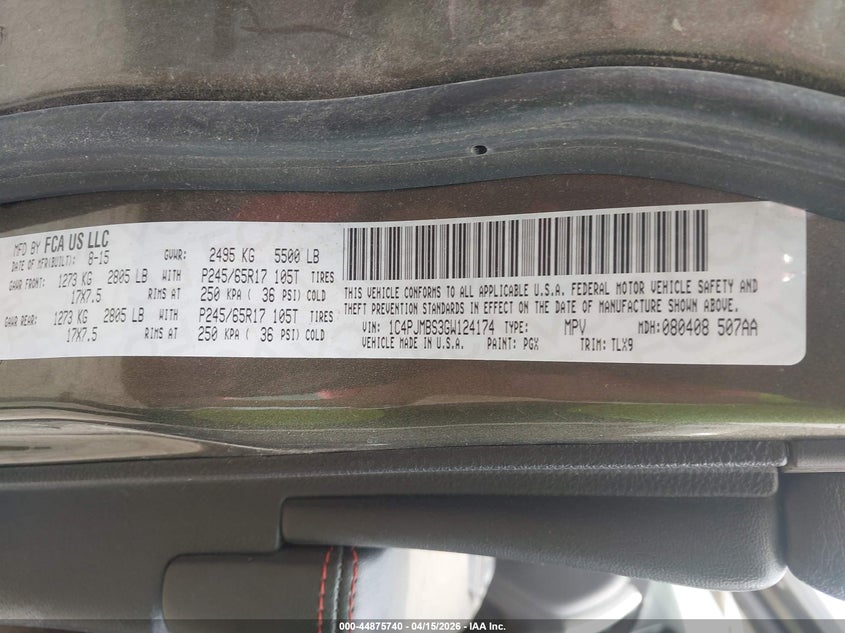 MFD BY FCA US LLC
DATE OF MFR(BUILT): 8-15 GVWR: 2495 KG 5500 LB
GAWR FRONT: 1273 KG 2805 LB WITH P245/65R17 105T TIRES
17X7.5 RIMS AT 250 KPA ( 36 PSI) COLD
GAWR REAR: 1273 KG 2805 LB WITH P245/65R17 105T TIRES
17X7.5 RIMS AT 250 KPA ( 36 PSI) COLD
THIS VEHICLE CONFORMS TO ALL APPLICABLE U.S.A. FEDERAL MOTOR VEHICLE SAFETY AND
THEFT PREVENTION STANDARDS IN EFFECT ON THE DATE OF MANUFACTURE SHOWN ABOVE.
VIN: 1C4PJMBS3GW124174 TYPE: MPV MDH: 080408 507AA
VEHICLE MADE IN U.S.A. PAINT: PGX TRIM: TLX9
000-44875740 - 04/15/2026 - IAA Inc.